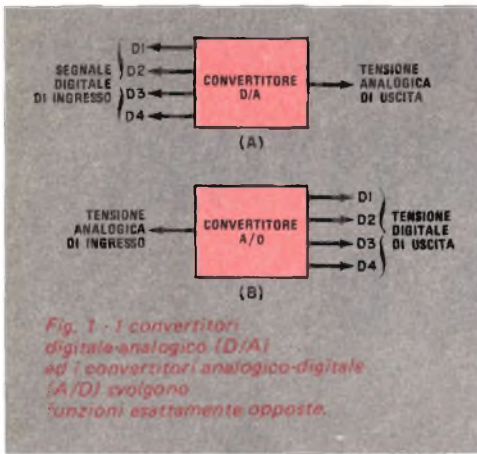 SEGNALE
DIGITALE
DI INGRESSO
D1
D2
D3
D4
CONVERTITORE
D/A
TENSIONE
ANALOGICA
DI USCITA
(A)
TENSIONE
ANALOGICA
DI INGRESSO
CONVERTITORE
A/D
D1
D2
D3
D4
TENSIONE
DIGITALE
DI USCITA
(B)
Fig. 1 - I convertitori
digitale-analogico (D/A)
ed i convertitori analogico-digitale
(A/D) svolgono
funzioni esattamente opposte.